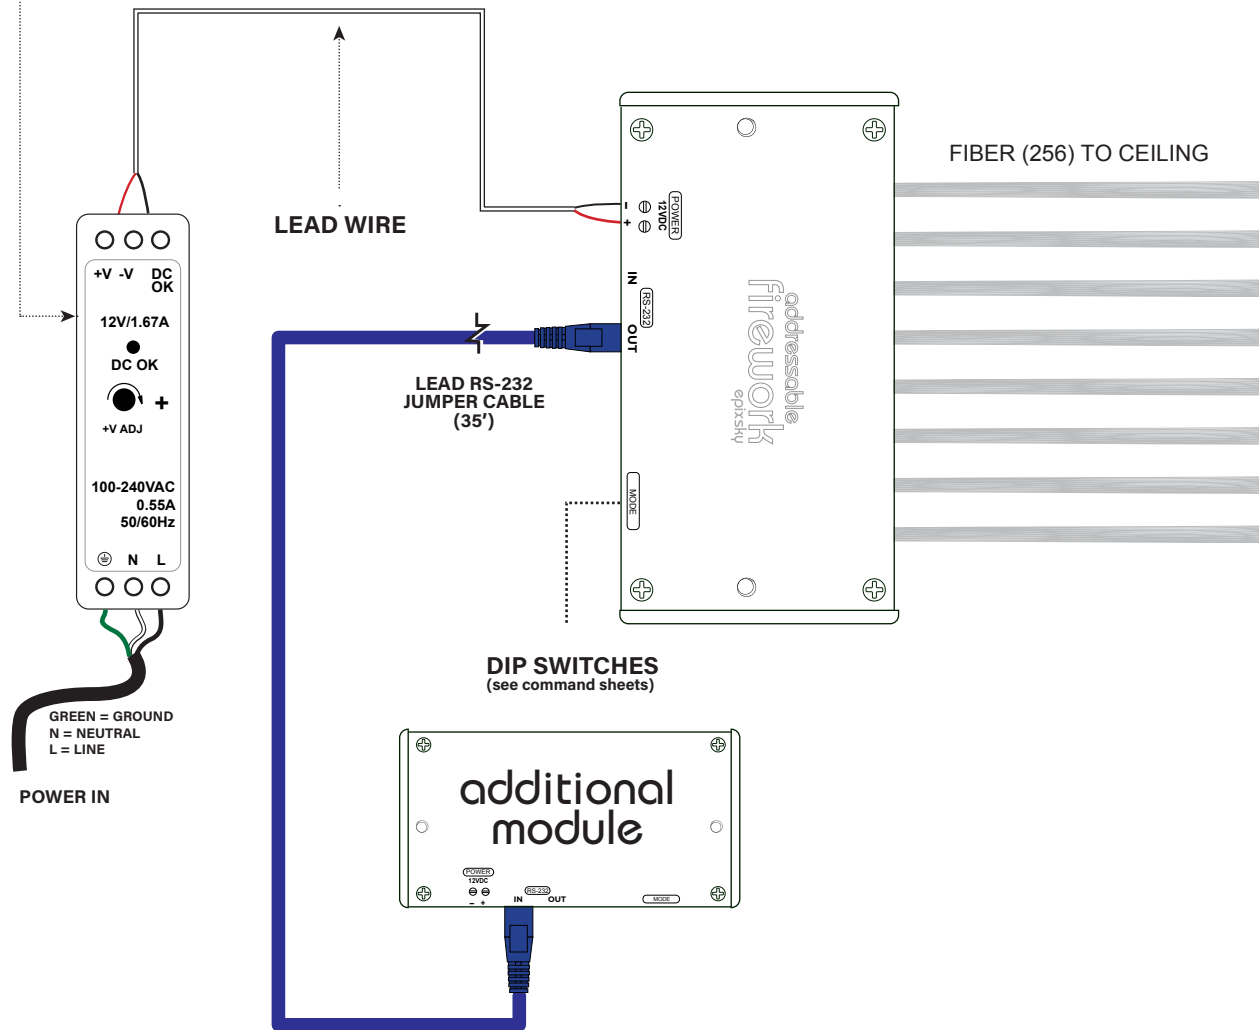 FIBER (256) TO CEILING
LEAD WIRE
+V -V DC
OK
12V/1.67A
DC OK
+
+V ADJ
100-240VAC
0.55A
50/60Hz
N L
GREEN = GROUND
N = NEUTRAL
L = LINE
POWER IN
POWER
12VDC
- +
IN
RS-232
OUT
MODE
addressable
firework
epixsky
LEAD RS-232
JUMPER CABLE
(35’)
DIP SWITCHES
(see command sheets)
additional
module
POWER
12VDC
- +
RS-232
IN OUT
MODE